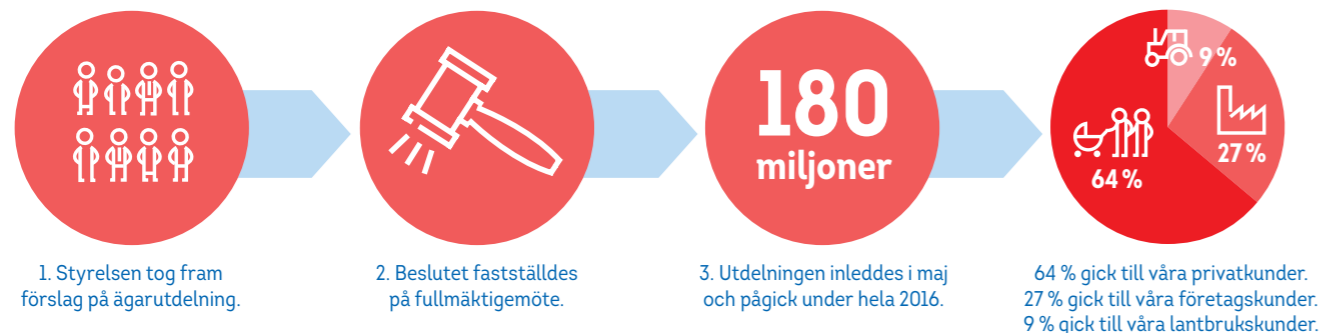 180
miljoner
9 %
27 %
64 %
1. Styrelsen tog fram
förslag på ägarutdelning.
2. Beslutet fastställdes
på fullmäktigemöte.
3. Utdelningen inleddes i maj
och pågick under hela 2016.
64 % gick till våra privatkunder.
27 % gick till våra företagskunder.
9 % gick till våra lantbrukskunder.